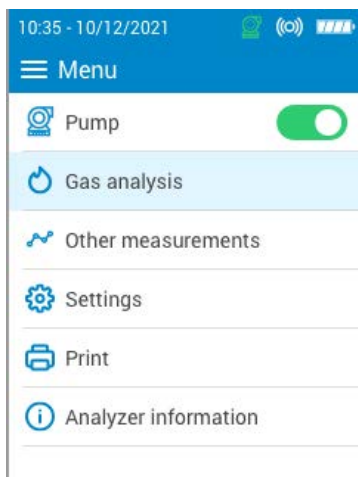 10:35 - 10/12/2021
Menu
Pump
Gas analysis
Other measurements
Settings
Print
Analyzer information